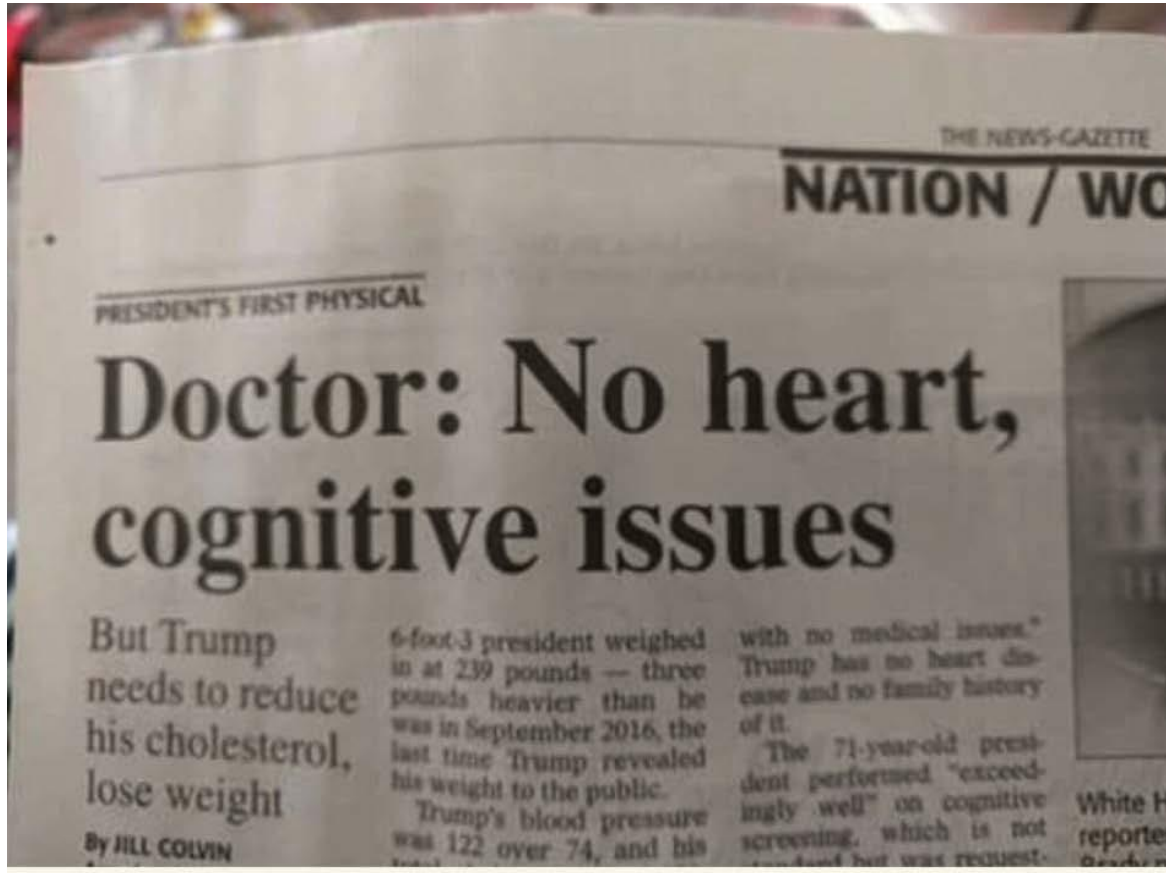 THE NEWS-GAZETTE
NATION / WO
PRESIDENT'S FIRST PHYSICAL
Doctor: No heart,
cognitive issues
But Trump
needs to reduce
his cholesterol,
lose weight
By JILL COLVIN
6-foot-3 president weighed
in at 239 pounds — three
pounds heavier than he
was in September 2016, the
last time Trump revealed
his weight to the public.
Trump's blood pressure
was 122 over 74, and his
with no medical issues."
Trump has no heart dis-
ease and no family history
of it.
The 71-year-old presi-
dent performed "exceed-
ingly well" on cognitive
screening, which is not
standard but was request-
White H
reporte